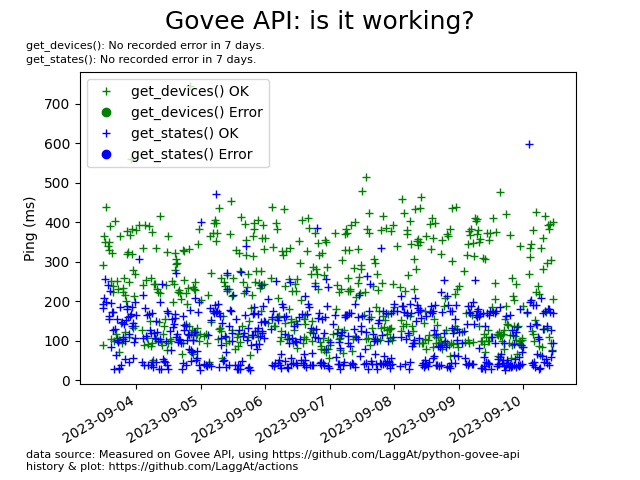 Govee API: is it working?
get_devices(): No recorded error in 7 days.
get_states(): No recorded error in 7 days.
get_devices() OK
get_devices() Error
get_states() OK
get_states() Error
Ping (ms)
700
600
500
400
300
200
100
0
2023-09-04
2023-09-05
2023-09-06
2023-09-07
2023-09-08
2023-09-09
2023-09-10
data source: Measured on Govee API, using https://github.com/LaggAt/python-govee-api
history & plot: https://github.com/LaggAt/actions